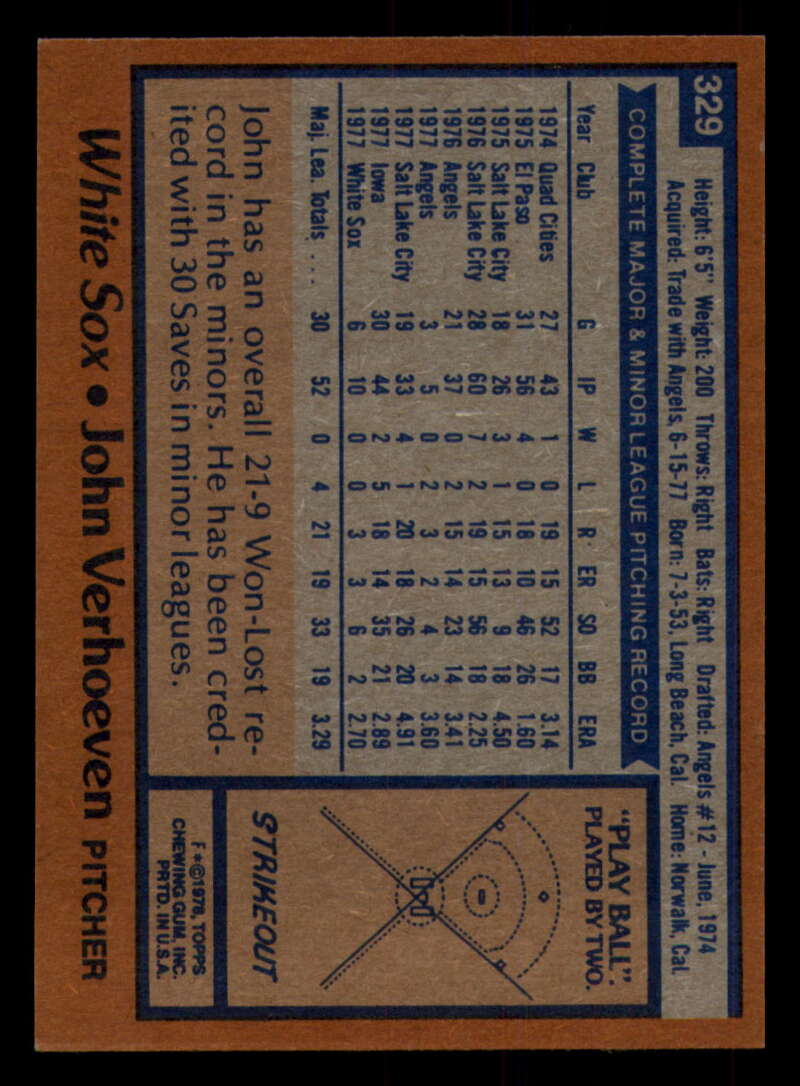 329
Height: 6'5" Weight: 200 Throws: Right Bats: Right Drafted: Angels #12 - June, 1974
Acquired: Trade with Angels, 6-15-77 Born: 7-3-53, Long Beach, Cal. Home: Norwalk, Cal.
COMPLETE MAJOR & MINOR LEAGUE PITCHING RECORD
Year Club G IP W L R ER SO BB ERA
1974 Quad Cities 27 43 1 0 19 15 52 17 3.14
1975 El Paso 31 56 4 0 18 10 46 26 1.60
1975 Salt Lake City 18 26 3 1 15 13 9 18 4.50
1976 Salt Lake City 28 60 7 2 19 15 56 18 2.25
1976 Angels 21 37 0 2 15 14 23 14 3.41
1977 Angels 3 5 0 2 3 2 4 3 3.60
1977 Salt Lake City 19 33 4 1 20 18 26 20 4.91
1977 Iowa 30 44 2 5 18 14 35 21 2.89
1977 White Sox 6 10 0 0 3 3 6 2 2.70
Maj. Lea. Totals ... 30 52 0 4 21 19 33 19 3.29
John has an overall 21-9 Won-Lost re-
cord in the minors. He has been cred-
ited with 30 Saves in minor leagues.
"PLAY BALL".
PLAYED BY TWO.
STRIKEOUT
F*©1978, TOPPS
CHEWING GUM, INC.
PRTD. IN U.S.A.
White Sox • John Verhoeven PITCHER